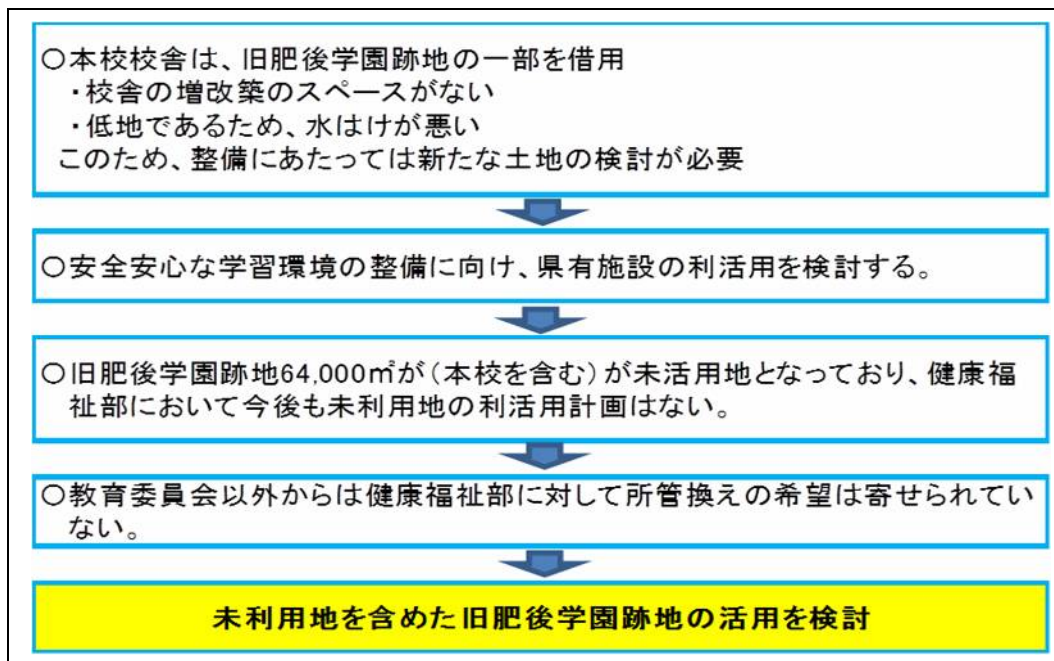 ○本校校舎は、旧肥後学園跡地の一部を借用
・校舎の増改築のスペースがない
・低地であるため、水はけが悪い
このため、整備にあたっては新たな土地の検討が必要
○安全安心な学習環境の整備に向け、県有施設の利活用を検討する。
○旧肥後学園跡地64,000㎡が(本校を含む)が未活用地となっており、健康福
祉部において今後も未利用地の利活用計画はない。
○教育委員会以外からは健康福祉部に対して所管換えの希望は寄せられてい
ない。
未利用地を含めた旧肥後学園跡地の活用を検討